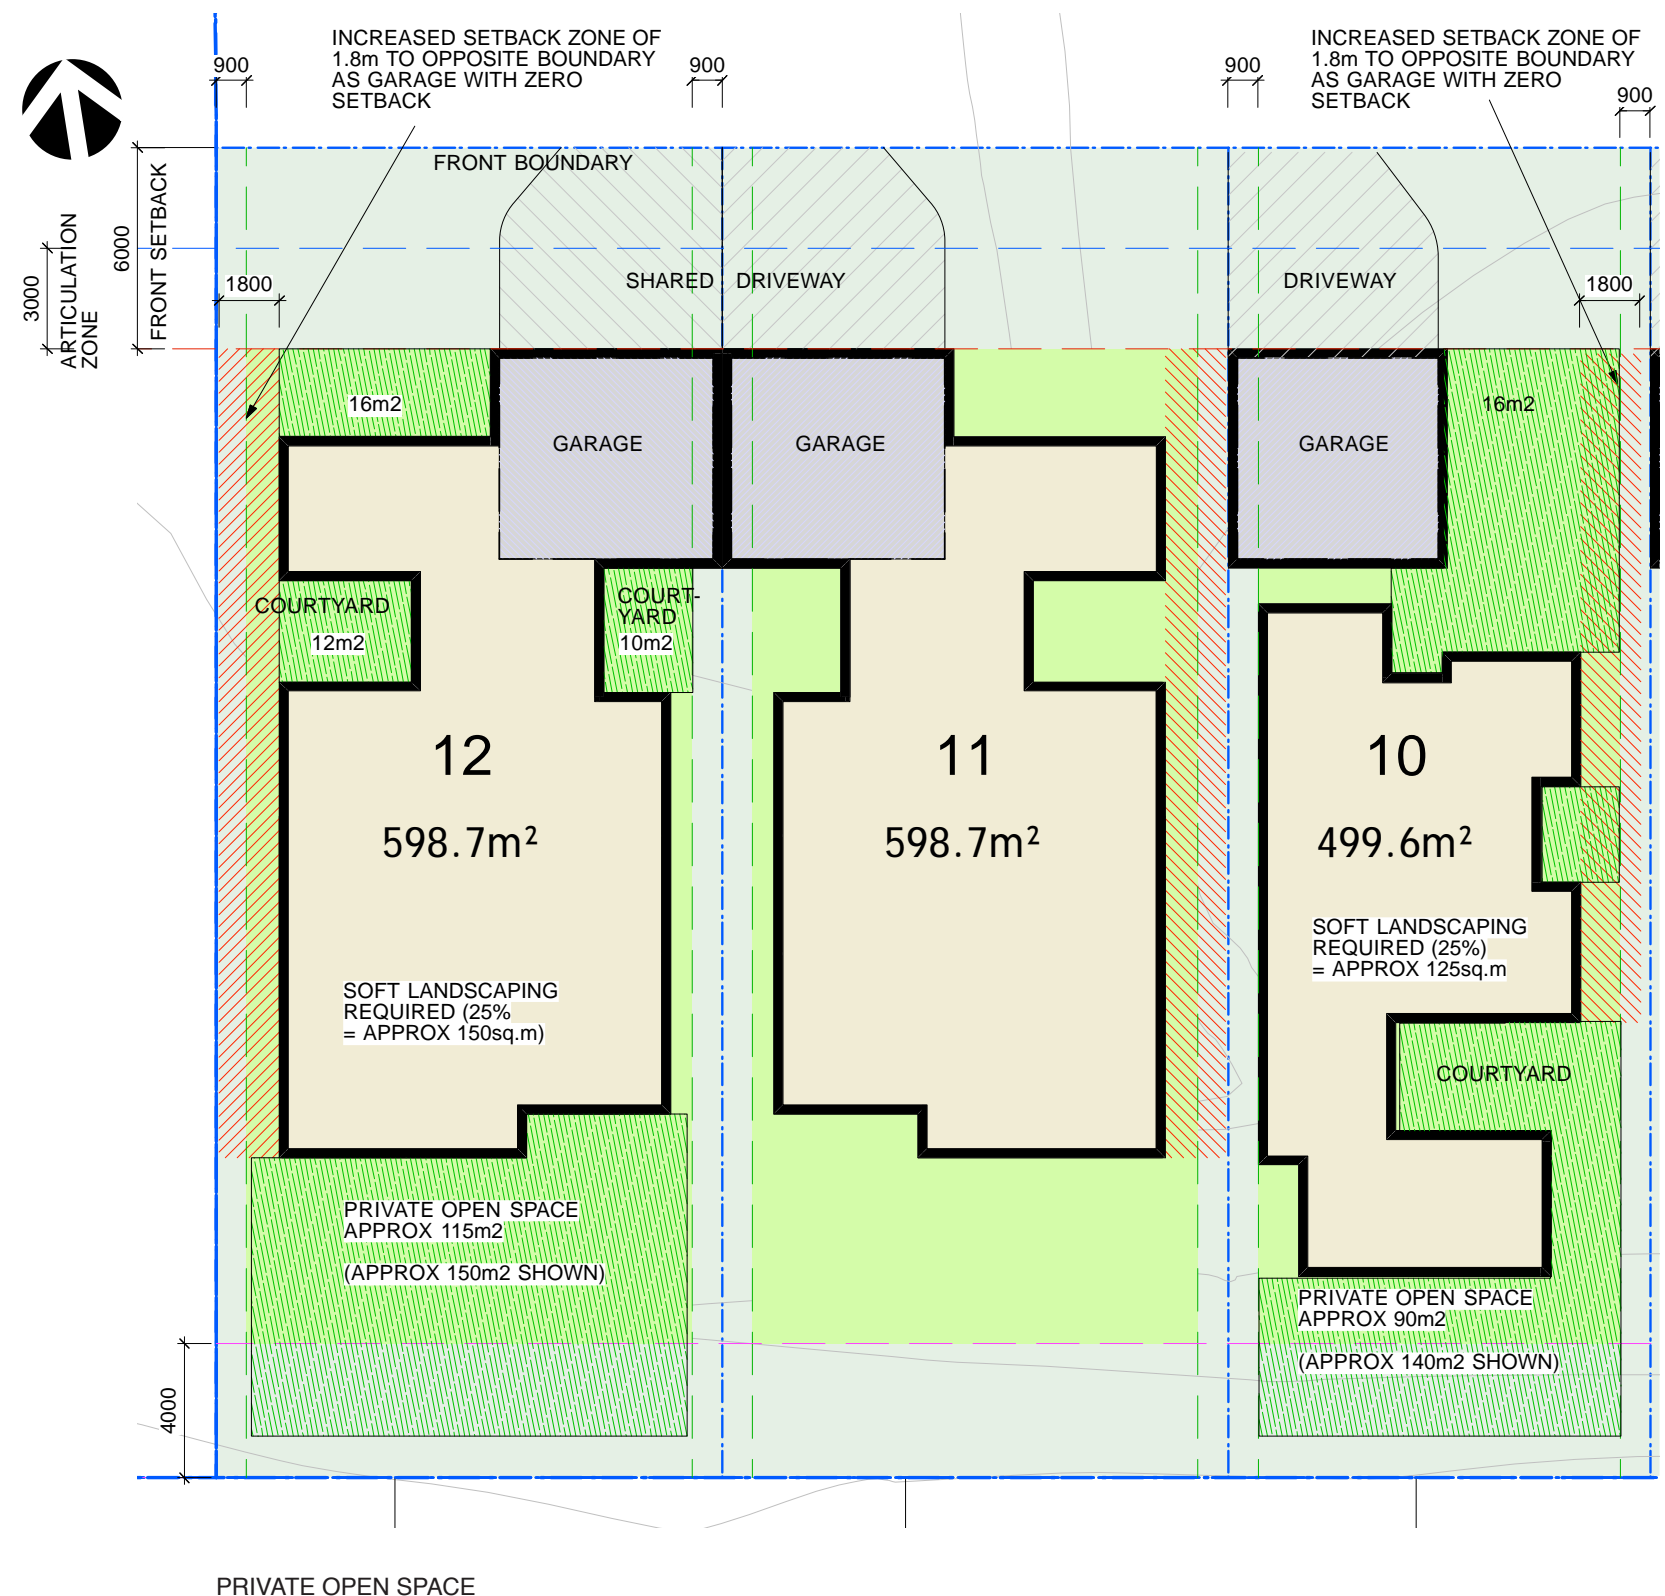 INCREASED SETBACK ZONE OF
1.8m TO OPPOSITE BOUNDARY
AS GARAGE WITH ZERO
SETBACK
INCREASED SETBACK ZONE OF
1.8m TO OPPOSITE BOUNDARY
AS GARAGE WITH ZERO
SETBACK
900
900
900
900
FRONT BOUNDARY
FRONT SETBACK
6000
ARTICULATION
ZONE
3000
1800
SHARED DRIVEWAY
DRIVEWAY
1800
16m2
16m2
GARAGE
GARAGE
GARAGE
COURTYARD
12m2
COURT-
YARD
10m2
12
11
10
598.7m²
598.7m²
499.6m²
SOFT LANDSCAPING
REQUIRED (25%)
= APPROX 125sq.m
SOFT LANDSCAPING
REQUIRED (25%
= APPROX 150sq.m)
COURTYARD
PRIVATE OPEN SPACE
APPROX 115m2
(APPROX 150m2 SHOWN)
PRIVATE OPEN SPACE
APPROX 90m2
(APPROX 140m2 SHOWN)
4000
PRIVATE OPEN SPACE